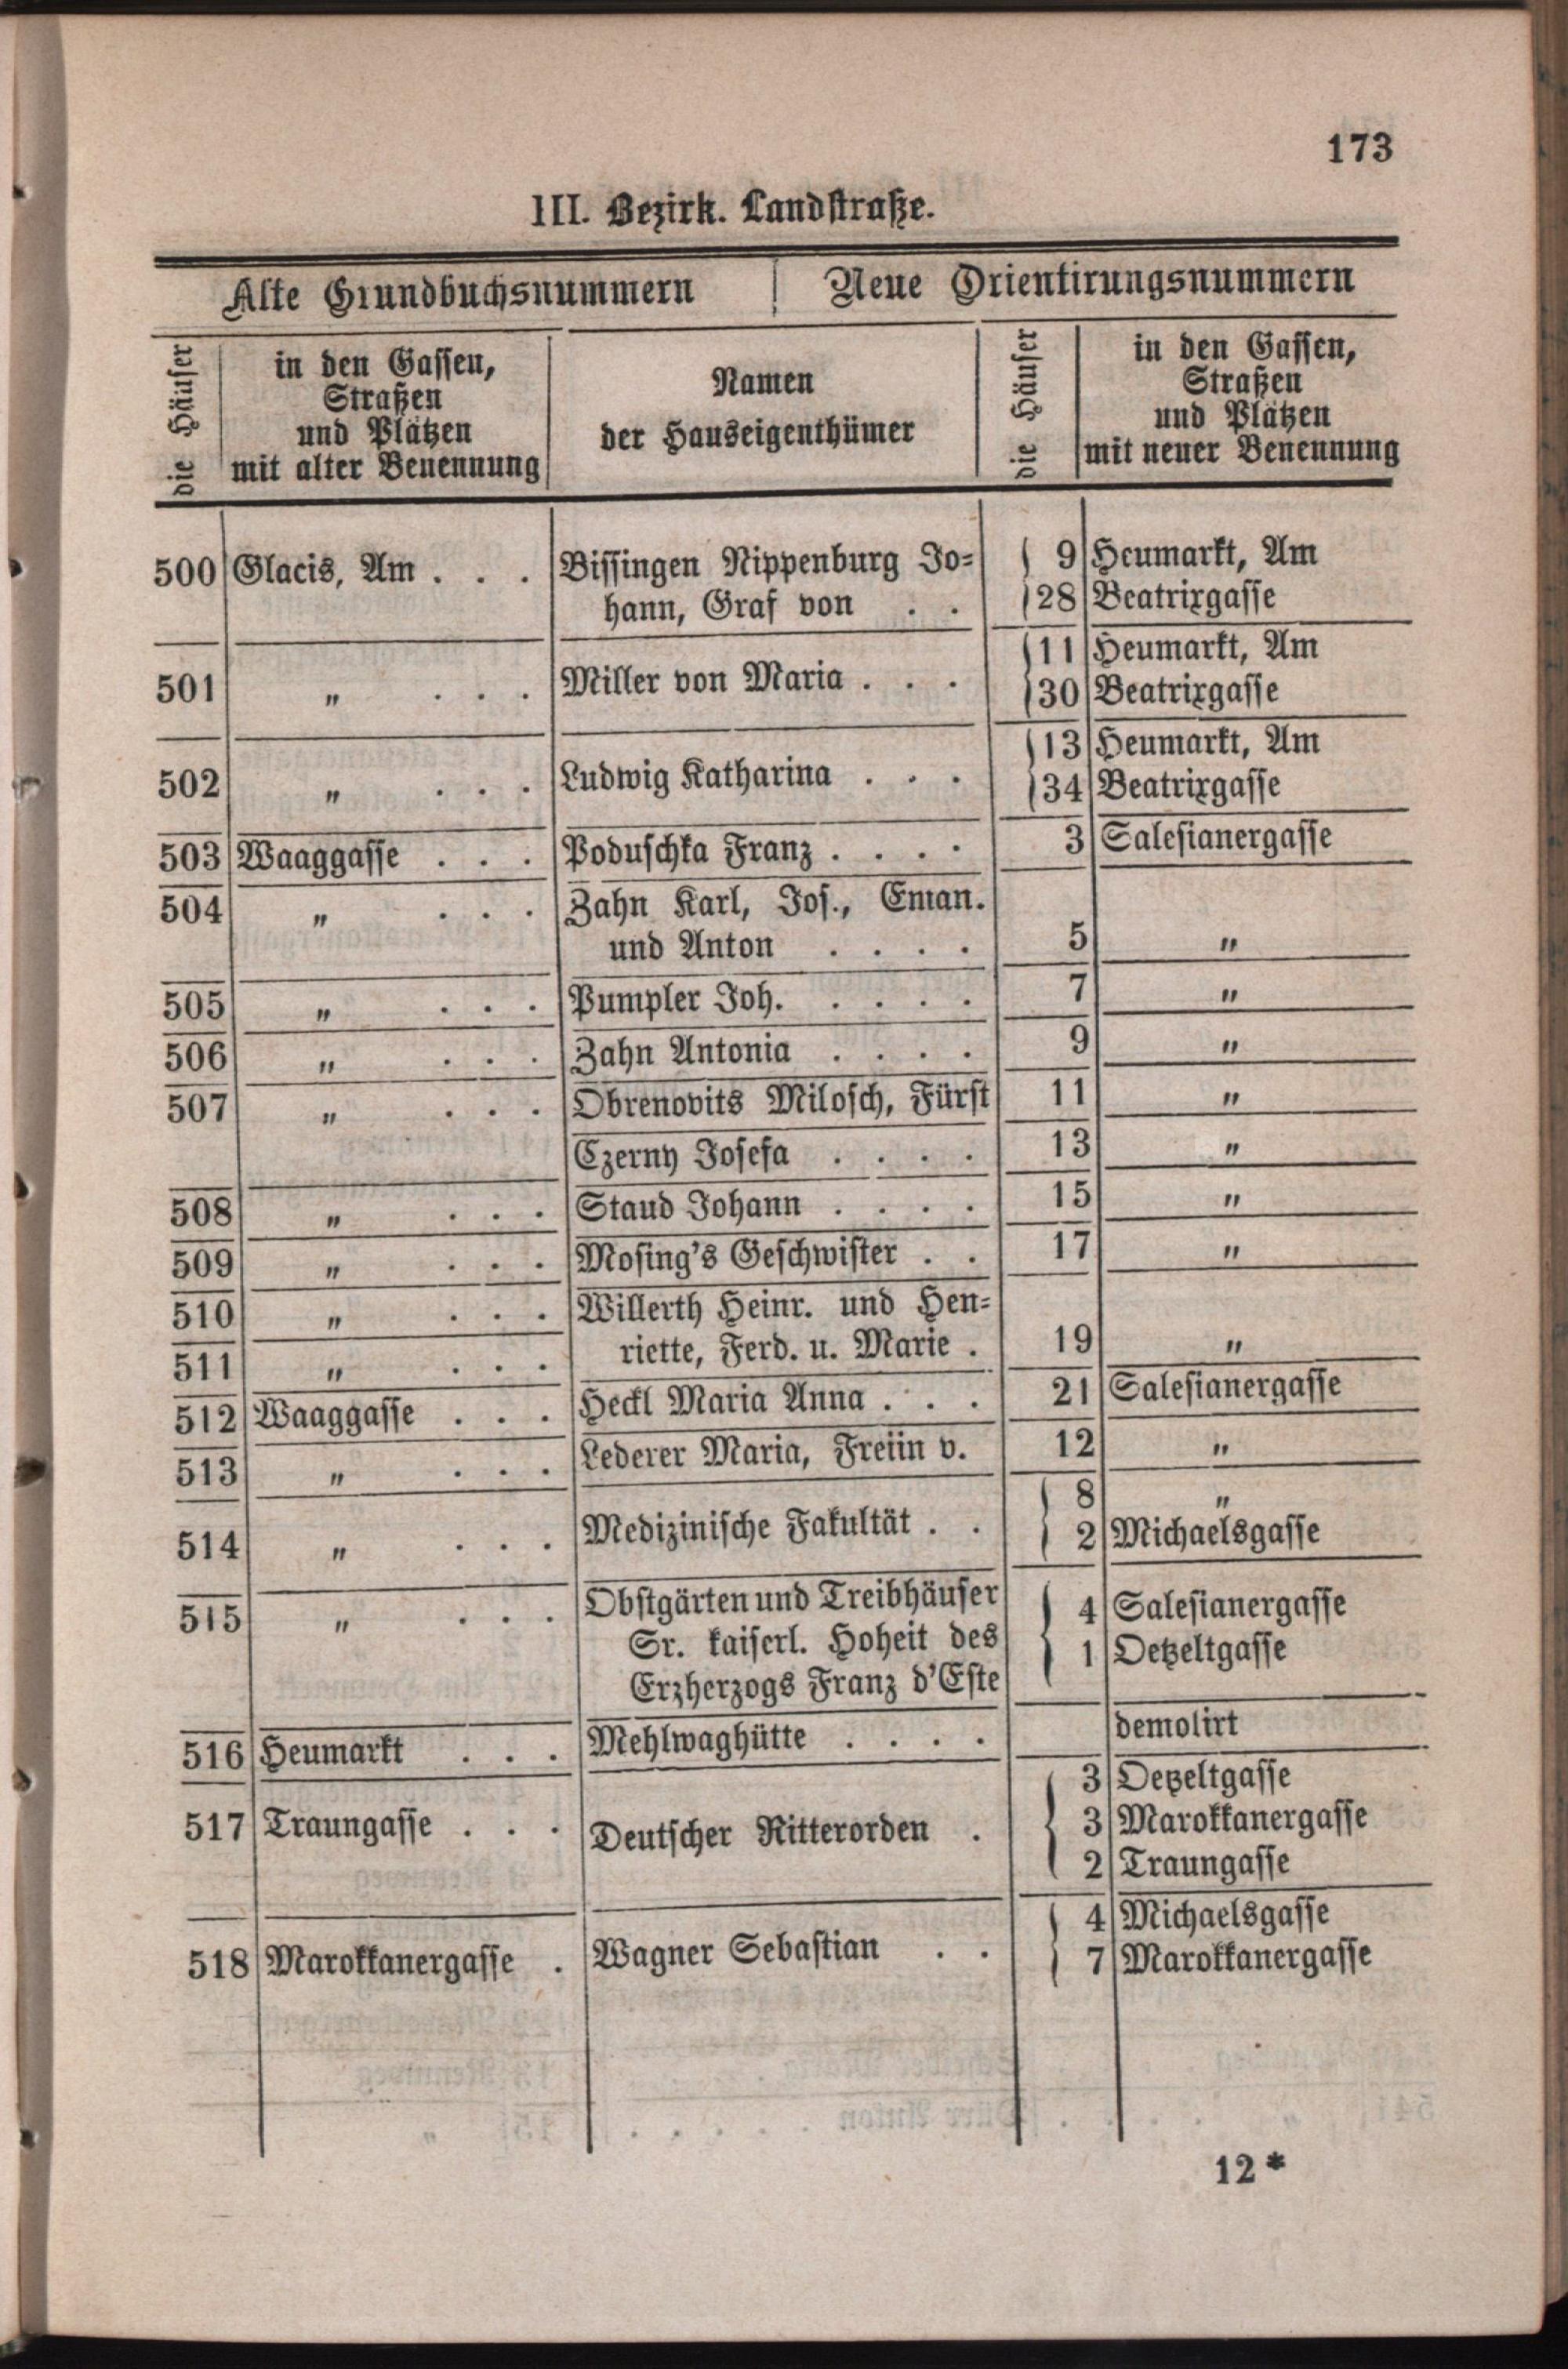 173
III. Bezirk. Landstraße.
Alte Grundbuchsnummern | Neue Orientirungsnummern
die Häuser | in den Gassen, Straßen und Plätzen mit alter Benennung | Namen der Hauseigenthümer | die Häuser | in den Gassen, Straßen und Plätzen mit neuer Benennung
500 Glacis, Am . . . Bissingen Nippenburg Jo- 9 Heumarkt, Am
hann, Graf von . . 28 Beatrixgasse
11 Heumarkt, Am
501 " . . . Miller von Maria . . . 30 Beatrixgasse
13 Heumarkt, Am
502 " . . . Ludwig Katharina . . . 34 Beatrixgasse
503 Waaggasse . . . Poduschka Franz . . . . 3 Salesianergasse
504 " . . . Zahn Karl, Jos., Eman.
und Anton . . . . 5 "
505 " . . . Pumpler Joh. . . . . 7 "
506 " . . . Zahn Antonia . . . . 9 "
507 " . . . Obrenovits Milosch, Fürst 11 "
Czerny Josefa . . . . 13 "
508 " . . . Staud Johann . . . . 15 "
509 " . . . Mosing's Geschwister . . 17 "
510 " . . . Willerth Heinr. und Hen-
511 " . . . riette, Ferd. u. Marie . 19 "
512 Waaggasse . . . Heckl Maria Anna . . . 21 Salesianergasse
513 " . . . Lederer Maria, Freiin v. 12 "
8 "
514 " . . . Medizinische Fakultät . . 2 Michaelsgasse
515 " . . . Obstgärten und Treibhäuser 4 Salesianergasse
Sr. kaiserl. Hoheit des 1 Oetzeltgasse
Erzherzogs Franz d'Este
516 Heumarkt . . . Mehlwaghütte . . . . demolirt
3 Oetzeltgasse
517 Traungasse . . . Deutscher Ritterorden . 3 Marokkanergasse
2 Traungasse
4 Michaelsgasse
518 Marokkanergasse . Wagner Sebastian . . 7 Marokkanergasse
12*